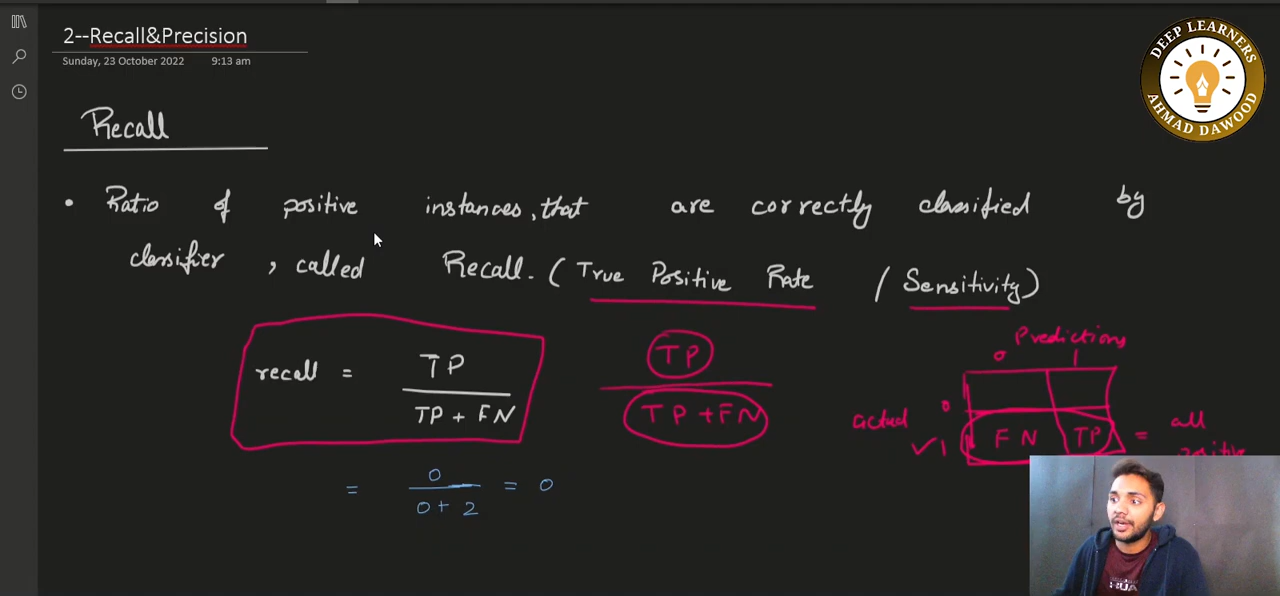 2--Recall&Precision
Sunday, 23 October 2022 9:13 am
DEEP LEARNERS
AHMAD DAWOOD
Recall
• Ratio of positive instances, that are correctly classified by
classifier, called Recall. (True Positive Rate / Sensitivity)
recall = TP
TP + FN
TP
TP + FN
Predictions
0 1
actual 0
✓ 1 FN TP = all
positive
= 0
0 + 2
= 0